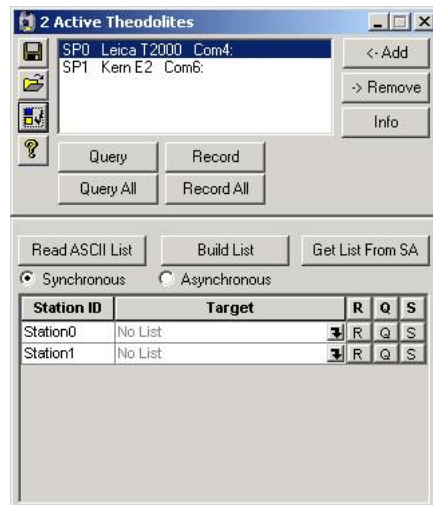 2 Active Theodolites
SP0 Leica T2000 Com4:
SP1 Kern E2 Com6:
<- Add
-> Remove
Info
Query
Record
Query All
Record All
Read ASCII List
Build List
Get List From SA
Synchronous
Asynchronous
Station ID Target R Q S
Station0 No List R Q S
Station1 No List R Q S